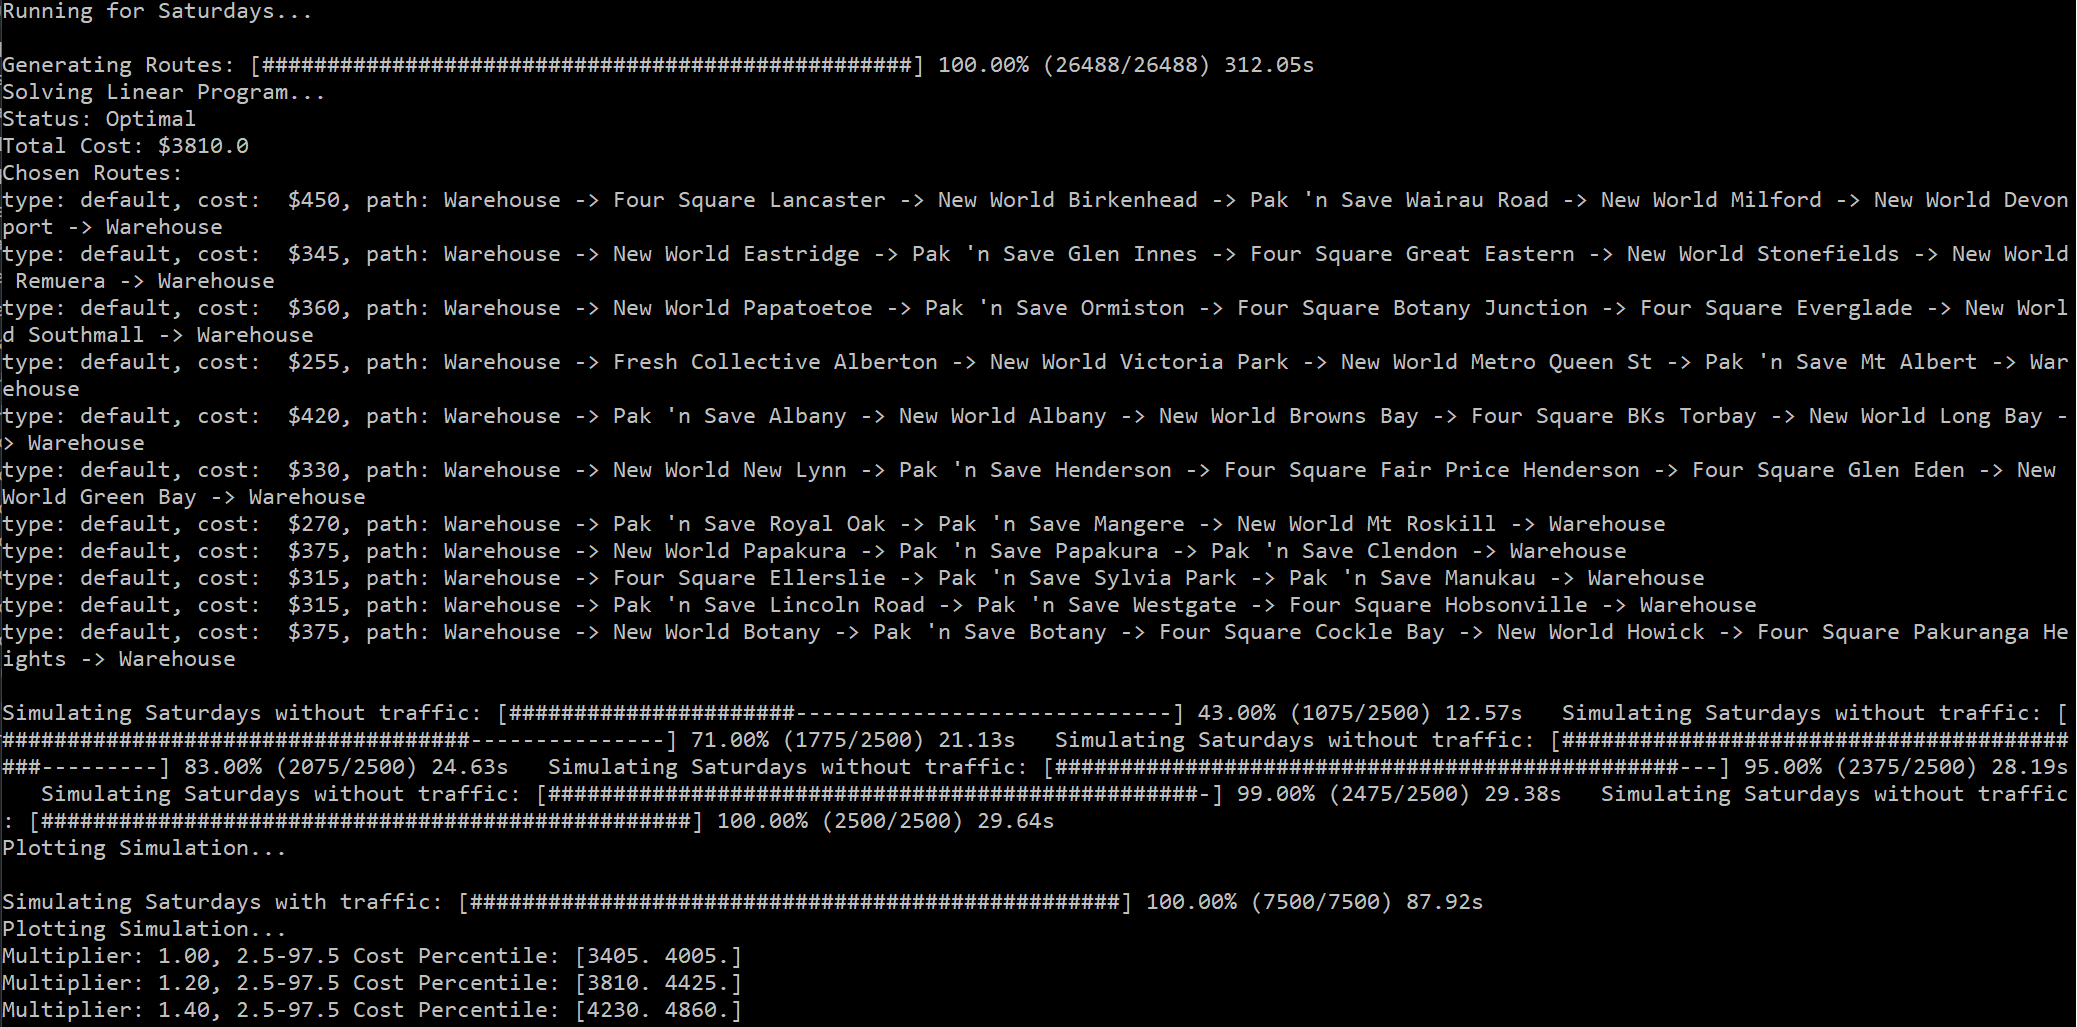 Running for Saturdays...
Generating Routes: [##################################################] 100.00% (26488/26488) 312.05s
Solving Linear Program...
Status: Optimal
Total Cost: $3810.0
Chosen Routes:
type: default, cost:  $450, path: Warehouse -> Four Square Lancaster -> New World Birkenhead -> Pak 'n Save Wairau Road -> New World Milford -> New World Devon
port -> Warehouse
type: default, cost:  $345, path: Warehouse -> New World Eastridge -> Pak 'n Save Glen Innes -> Four Square Great Eastern -> New World Stonefields -> New World
 Remuera -> Warehouse
type: default, cost:  $360, path: Warehouse -> New World Papatoetoe -> Pak 'n Save Ormiston -> Four Square Botany Junction -> Four Square Everglade -> New Worl
d Southmall -> Warehouse
type: default, cost:  $255, path: Warehouse -> Fresh Collective Alberton -> New World Victoria Park -> New World Metro Queen St -> Pak 'n Save Mt Albert -> War
ehouse
type: default, cost:  $420, path: Warehouse -> Pak 'n Save Albany -> New World Albany -> New World Browns Bay -> Four Square BKs Torbay -> New World Long Bay -
> Warehouse
type: default, cost:  $330, path: Warehouse -> New World New Lynn -> Pak 'n Save Henderson -> Four Square Fair Price Henderson -> Four Square Glen Eden -> New
World Green Bay -> Warehouse
type: default, cost:  $270, path: Warehouse -> Pak 'n Save Royal Oak -> Pak 'n Save Mangere -> New World Mt Roskill -> Warehouse
type: default, cost:  $375, path: Warehouse -> New World Papakura -> Pak 'n Save Papakura -> Pak 'n Save Clendon -> Warehouse
type: default, cost:  $315, path: Warehouse -> Four Square Ellerslie -> Pak 'n Save Sylvia Park -> Pak 'n Save Manukau -> Warehouse
type: default, cost:  $315, path: Warehouse -> Pak 'n Save Lincoln Road -> Pak 'n Save Westgate -> Four Square Hobsonville -> Warehouse
type: default, cost:  $375, path: Warehouse -> New World Botany -> Pak 'n Save Botany -> Four Square Cockle Bay -> New World Howick -> Four Square Pakuranga He
ights -> Warehouse
Simulating Saturdays without traffic: [######################-----------------------------] 43.00% (1075/2500) 12.57s   Simulating Saturdays without traffic: [
####################################---------------] 71.00% (1775/2500) 21.13s   Simulating Saturdays without traffic: [#######################################
###---------] 83.00% (2075/2500) 24.63s   Simulating Saturdays without traffic: [################################################---] 95.00% (2375/2500) 28.19s
   Simulating Saturdays without traffic: [##################################################-] 99.00% (2475/2500) 29.38s   Simulating Saturdays without traffic
: [##################################################] 100.00% (2500/2500) 29.64s
Plotting Simulation...
Simulating Saturdays with traffic: [##################################################] 100.00% (7500/7500) 87.92s
Plotting Simulation...
Multiplier: 1.00, 2.5-97.5 Cost Percentile: [3405. 4005.]
Multiplier: 1.20, 2.5-97.5 Cost Percentile: [3810. 4425.]
Multiplier: 1.40, 2.5-97.5 Cost Percentile: [4230. 4860.]